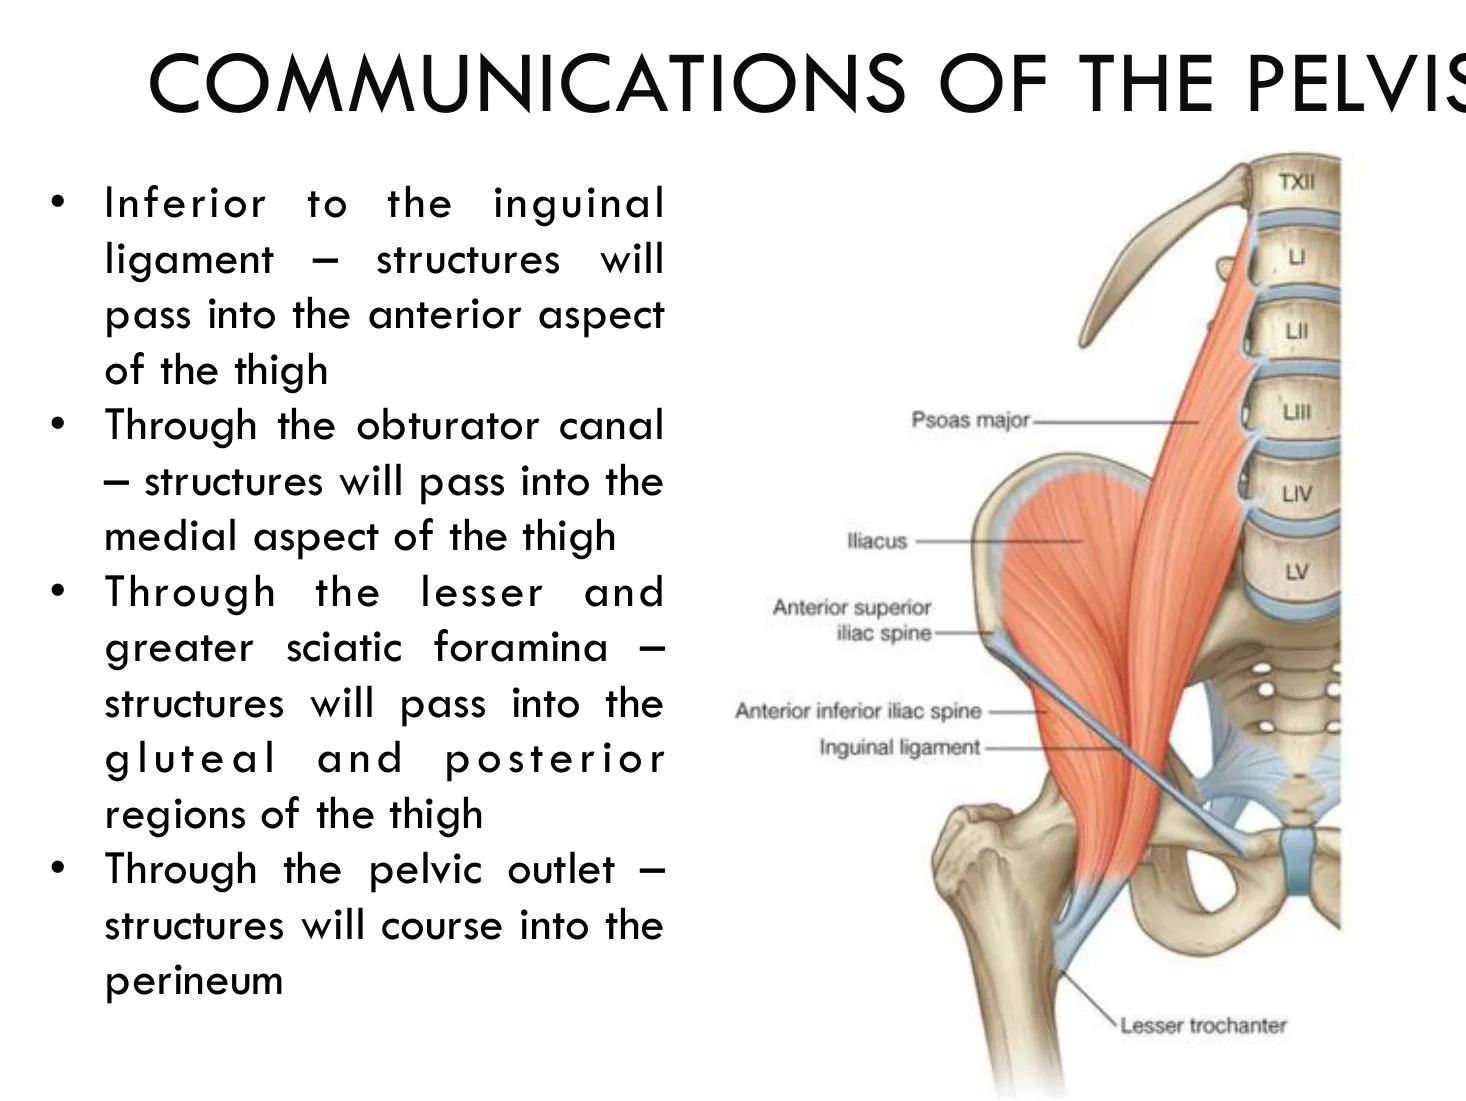 COMMUNICATIONS OF THE PELVIS
• Inferior to the inguinal
ligament – structures will
pass into the anterior aspect
of the thigh
• Through the obturator canal
– structures will pass into the
medial aspect of the thigh
• Through the lesser and
greater sciatic foramina –
structures will pass into the
gluteal and posterior
regions of the thigh
• Through the pelvic outlet –
structures will course into the
perineum
TXII
LI
LII
LIII
LIV
LV
Psoas major
Iliacus
Anterior superior
iliac spine
Anterior inferior iliac spine
Inguinal ligament
Lesser trochanter